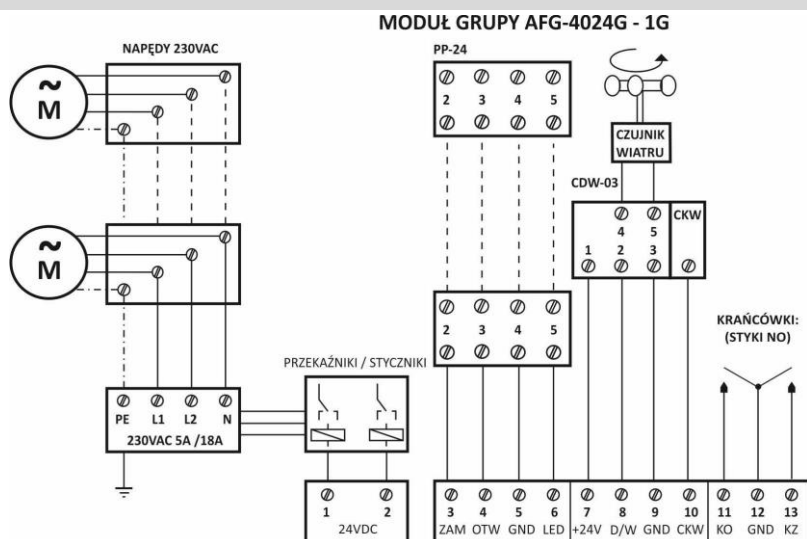 MODUŁ GRUPY AFG-4024G - 1G
NAPĘDY 230VAC
PP-24
2 3 4 5
~
M
CZUJNIK
WIATRU
CDW-03
CKW
4 5
1 2 3
~
M
2 3 4 5
KRAŃCÓWKI:
(STYKI NO)
PRZEKAŹNIKI / STYCZNIKI
PE L1 L2 N
230VAC 5A /18A
1 2
24VDC
3 4 5 6 7 8 9 10 11 12 13
ZAM OTW GND LED +24V D/W GND CKW KO GND KZ